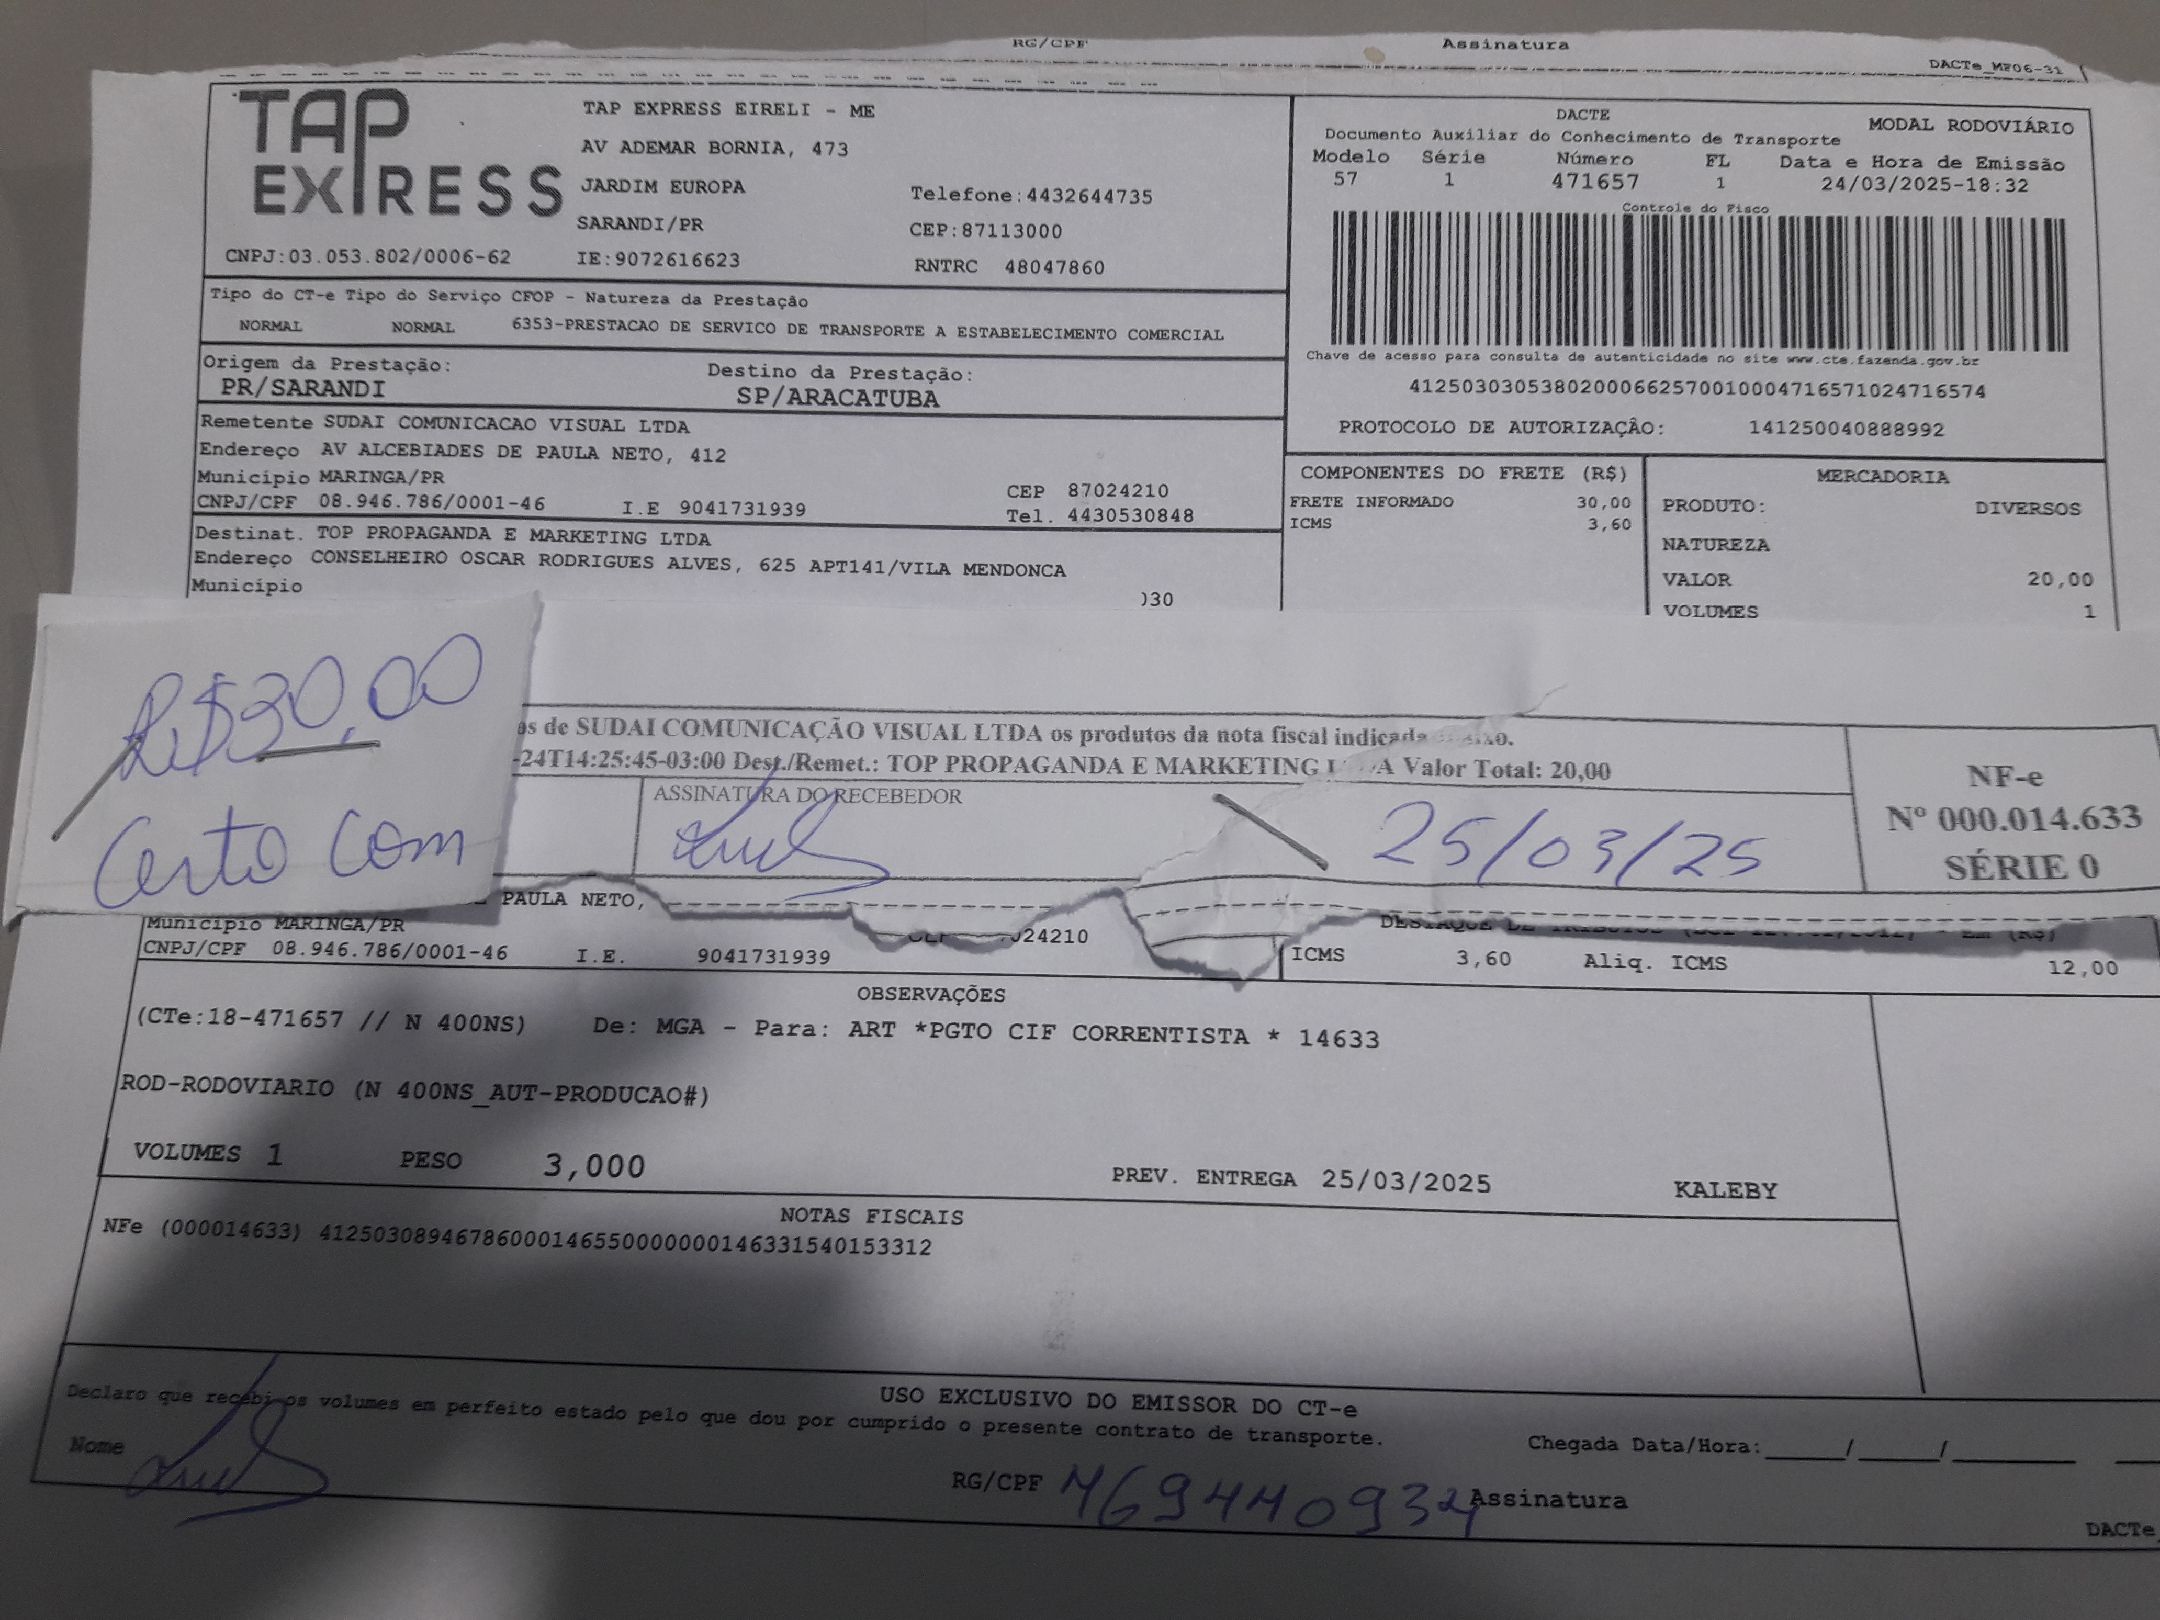 RG/CPF Assinatura
DACTe_ME06-31
TAP EXPRESS
TAP EXPRESS EIRELI - ME
AV ADEMAR BORNIA, 473
JARDIM EUROPA Telefone:4432644735
SARANDI/PR CEP:87113000
CNPJ:03.053.802/0006-62 IE:9072616623 RNTRC 48047860
DACTE MODAL RODOVIÁRIO
Documento Auxiliar do Conhecimento de Transporte
Modelo Série Número FL Data e Hora de Emissão
57 1 471657 1 24/03/2025-18:32
Controle do Fisco
Chave de acesso para consulta de autenticidade no site www.cte.fazenda.gov.br
41250303053802000662570010004716571024716574
PROTOCOLO DE AUTORIZAÇÃO: 141250040888992
Tipo do CT-e Tipo do Serviço CFOP - Natureza da Prestação
NORMAL NORMAL 6353-PRESTACAO DE SERVICO DE TRANSPORTE A ESTABELECIMENTO COMERCIAL
Origem da Prestação: Destino da Prestação:
PR/SARANDI SP/ARACATUBA
Remetente SUDAI COMUNICACAO VISUAL LTDA
Endereço AV ALCEBIADES DE PAULA NETO, 412
Município MARINGA/PR CEP 87024210
CNPJ/CPF 08.946.786/0001-46 I.E 9041731939 Tel. 4430530848
Destinat. TOP PROPAGANDA E MARKETING LTDA
Endereço CONSELHEIRO OSCAR RODRIGUES ALVES, 625 APT141/VILA MENDONCA
Município )30
COMPONENTES DO FRETE (R$)
FRETE INFORMADO 30,00
ICMS 3,60
MERCADORIA
PRODUTO: DIVERSOS
NATUREZA
VALOR 20,00
VOLUMES 1
R$30,00
Certo com
os de SUDAI COMUNICAÇÃO VISUAL LTDA os produtos da nota fiscal indicada
-24T14:25:45-03:00 Dest./Remet.: TOP PROPAGANDA E MARKETING LTDA Valor Total: 20,00
ASSINATURA DO RECEBEDOR
25/03/25
NF-e
Nº 000.014.633
SÉRIE 0
PAULA NETO,
Município MARINGA/PR 024210
CNPJ/CPF 08.946.786/0001-46 I.E. 9041731939
ICMS 3,60 Aliq. ICMS 12,00
OBSERVAÇÕES
(CTe:18-471657 // N 400NS) De: MGA - Para: ART *PGTO CIF CORRENTISTA * 14633
ROD-RODOVIARIO (N 400NS_AUT-PRODUCAO#)
VOLUMES 1 PESO 3,000 PREV. ENTREGA 25/03/2025 KALEBY
NOTAS FISCAIS
NFe (000014633) 41250308946786000146550000000146331540153312
USO EXCLUSIVO DO EMISSOR DO CT-e
Declaro que recebi os volumes em perfeito estado pelo que dou por cumprido o presente contrato de transporte.
Nome RG/CPF Assinatura
Chegada Data/Hora:_____/_____/________
DACTe